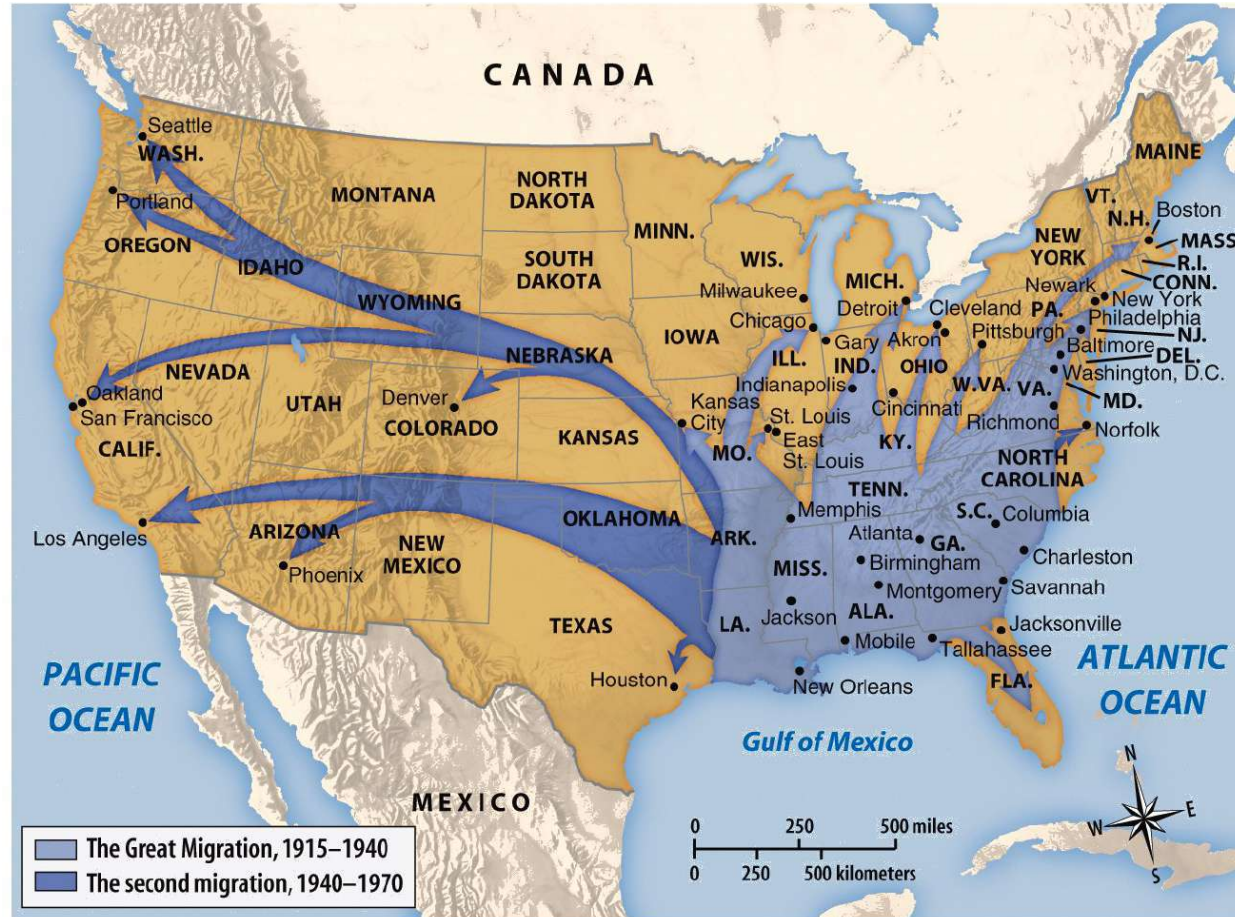 CANADA
Seattle
WASH.
Portland
OREGON
IDAHO
MONTANA
NORTH
DAKOTA
SOUTH
DAKOTA
MINN.
WYOMING
NEBRASKA
IOWA
WIS.
Milwaukee
Chicago
MICH.
Detroit
Cleveland
Akron
Pittsburgh
Gary
ILL.
IND.
OHIO
Indianapolis
Cincinnati
W.VA.
VA.
KY.
MAINE
VT.
N.H.
Boston
MASS
R.I.
CONN.
NEW
YORK
Newark
New York
PA.
Philadelphia
NJ.
Baltimore
DEL.
Washington, D.C.
MD.
Richmond
Norfolk
NEVADA
UTAH
Oakland
San Francisco
CALIF.
Denver
COLORADO
KANSAS
Kansas
City
MO.
St. Louis
East
St. Louis
Los Angeles
ARIZONA
Phoenix
NEW
MEXICO
OKLAHOMA
TEXAS
Houston
ARK.
LA.
TENN.
Memphis
MISS.
Jackson
ALA.
Atlanta
GA.
Birmingham
Montgomery
Mobile
New Orleans
NORTH
CAROLINA
S.C.
Columbia
Charleston
Savannah
Jacksonville
Tallahassee
FLA.
PACIFIC
OCEAN
ATLANTIC
OCEAN
Gulf of Mexico
MEXICO
N
E
W
S
0 250 500 miles
0 250 500 kilometers
The Great Migration, 1915–1940
The second migration, 1940–1970